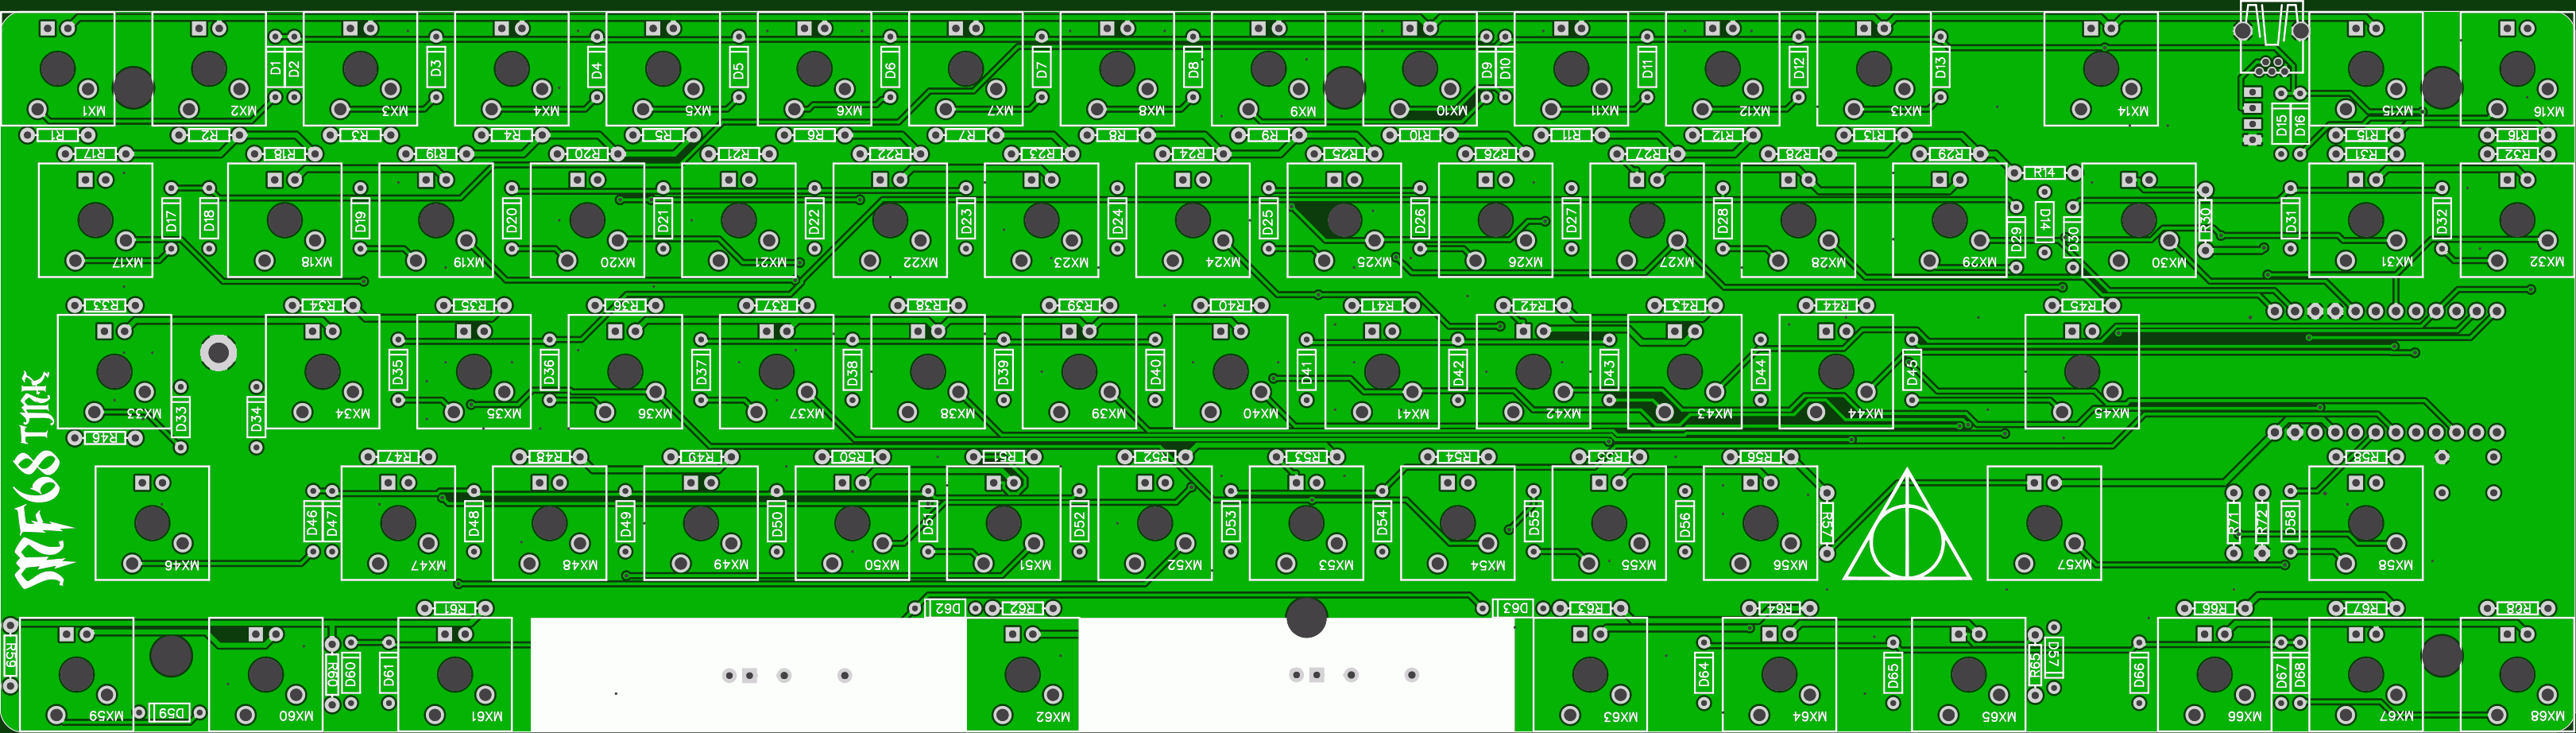 D1 D2 D3 D4 D5 D6 D7 D8 D9 D10 D11 D12 D13
MX1 MX2 MX3 MX4 MX5 MX6 MX7 MX8 MX9 MX10 MX11 MX12 MX13 MX14 D15 D16 MX15 MX16
R1 R2 R3 R4 R5 R6 R7 R8 R9 R10 R11 R12 R13 R15 R16
R17 R18 R19 R20 R21 R22 R23 R24 R25 R26 R27 R28 R29 R31 R32
R14
D17 D18 D19 D20 D21 D22 D23 D24 D25 D26 D27 D28 D29 D14 D30 R30 D31 D32
MX17 MX18 MX19 MX20 MX21 MX22 MX23 MX24 MX25 MX26 MX27 MX28 MX29 MX30 MX31 MX32
R33 R34 R35 R36 R37 R38 R39 R40 R41 R42 R43 R44 R45
D35 D36 D37 D38 D39 D40 D41 D42 D43 D44 D45
MX33 D33 D34 MX34 MX35 MX36 MX37 MX38 MX39 MX40 MX41 MX42 MX43 MX44 MX45
R46
SMF68 TJMK
R47 R48 R49 R50 R51 R52 R53 R54 R55 R56 R58
D46 D47 D48 D49 D50 D51 D52 D53 D54 D55 D56 R57 R71 R72 D58
MX46 MX47 MX48 MX49 MX50 MX51 MX52 MX53 MX54 MX55 MX56 MX57 MX58
R61 D62 R62 D63 R63 R64 R66 R67 R68
R59 R60 D60 D61 D64 D65 R65 D57 D66 D67 D68
MX59 D59 MX60 MX61 MX62 MX63 MX64 MX65 MX66 MX67 MX68